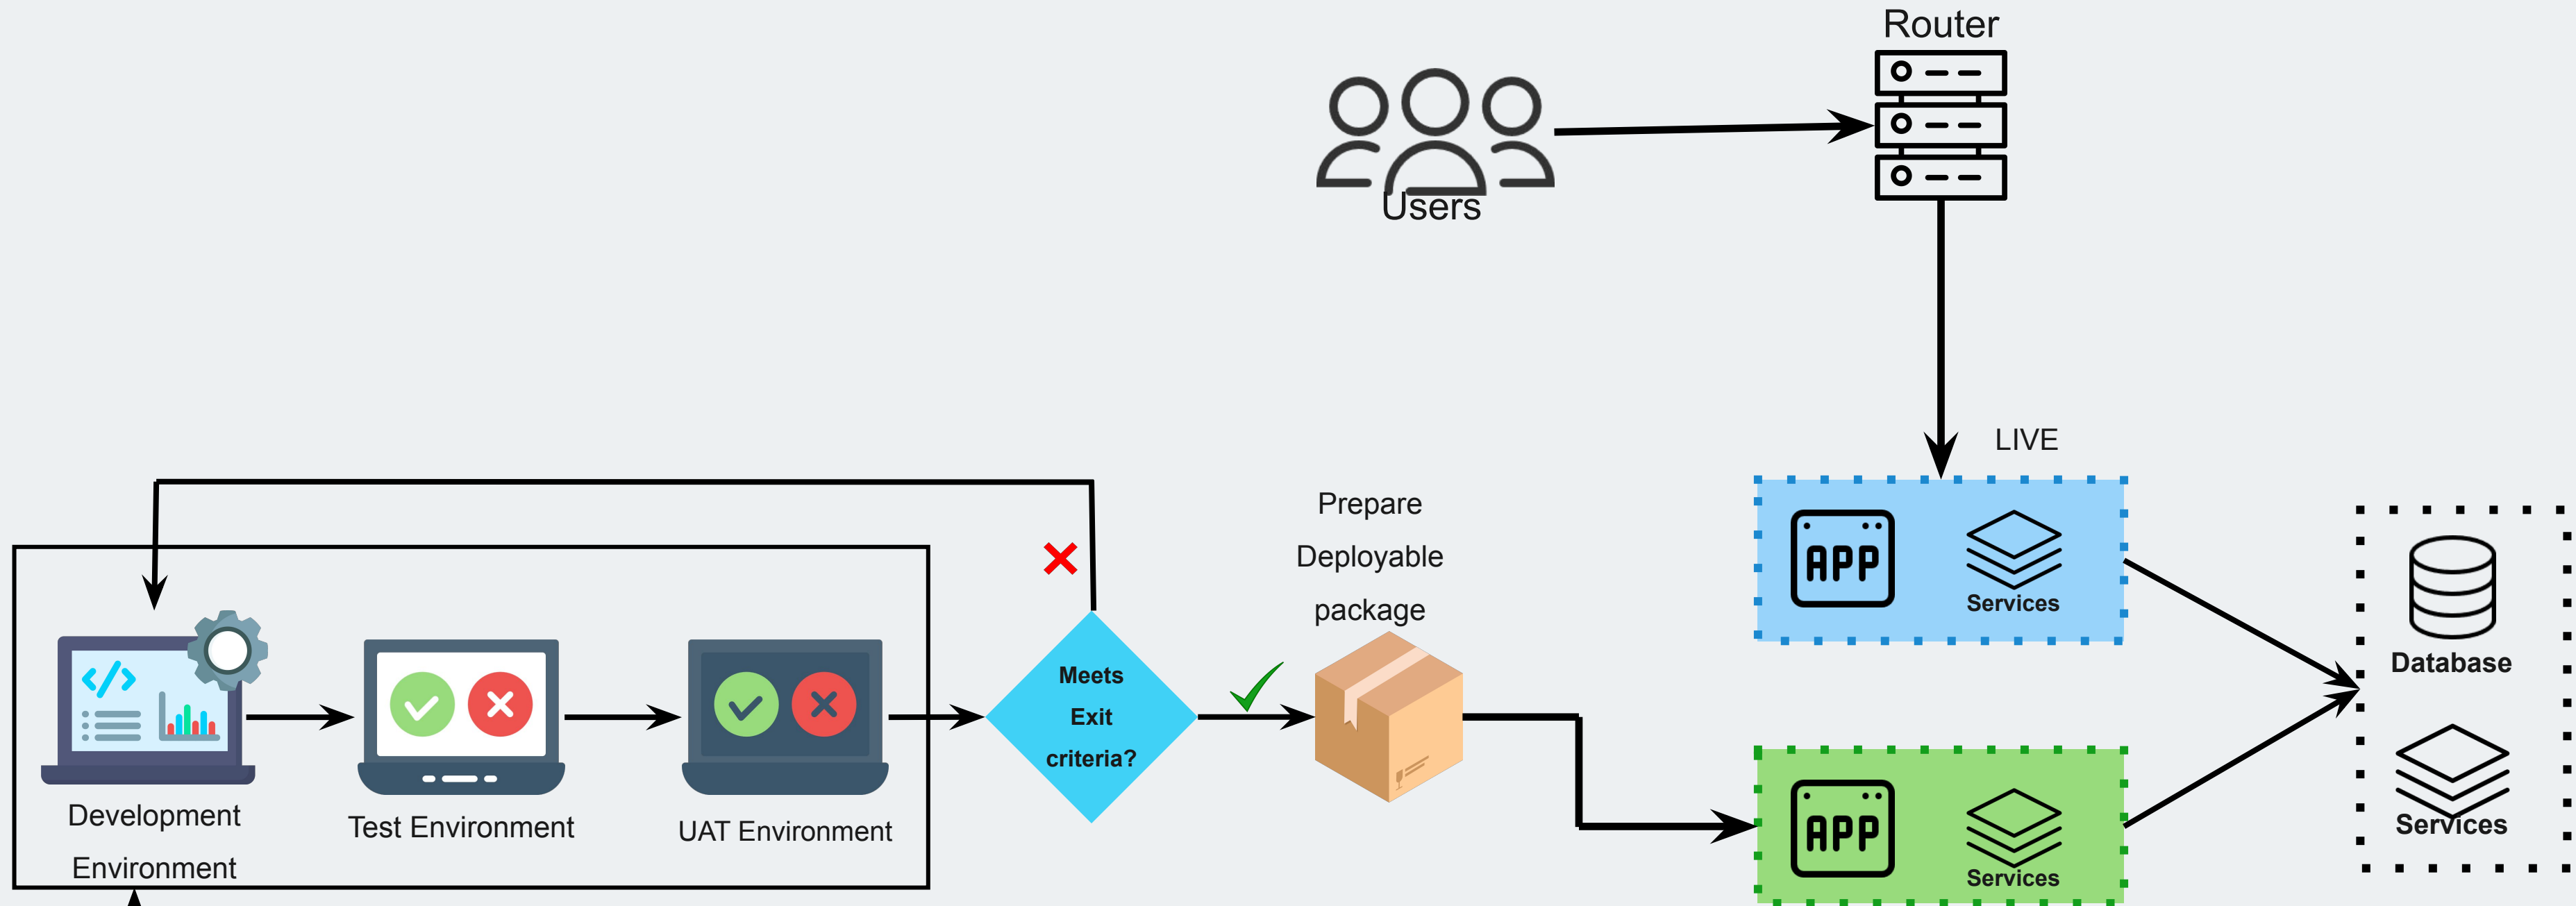 Router
Users
LIVE
Prepare
Deployable
package
APP
Services
Database
Services
Meets
Exit
criteria?
Development
Environment
Test Environment
UAT Environment
APP
Services